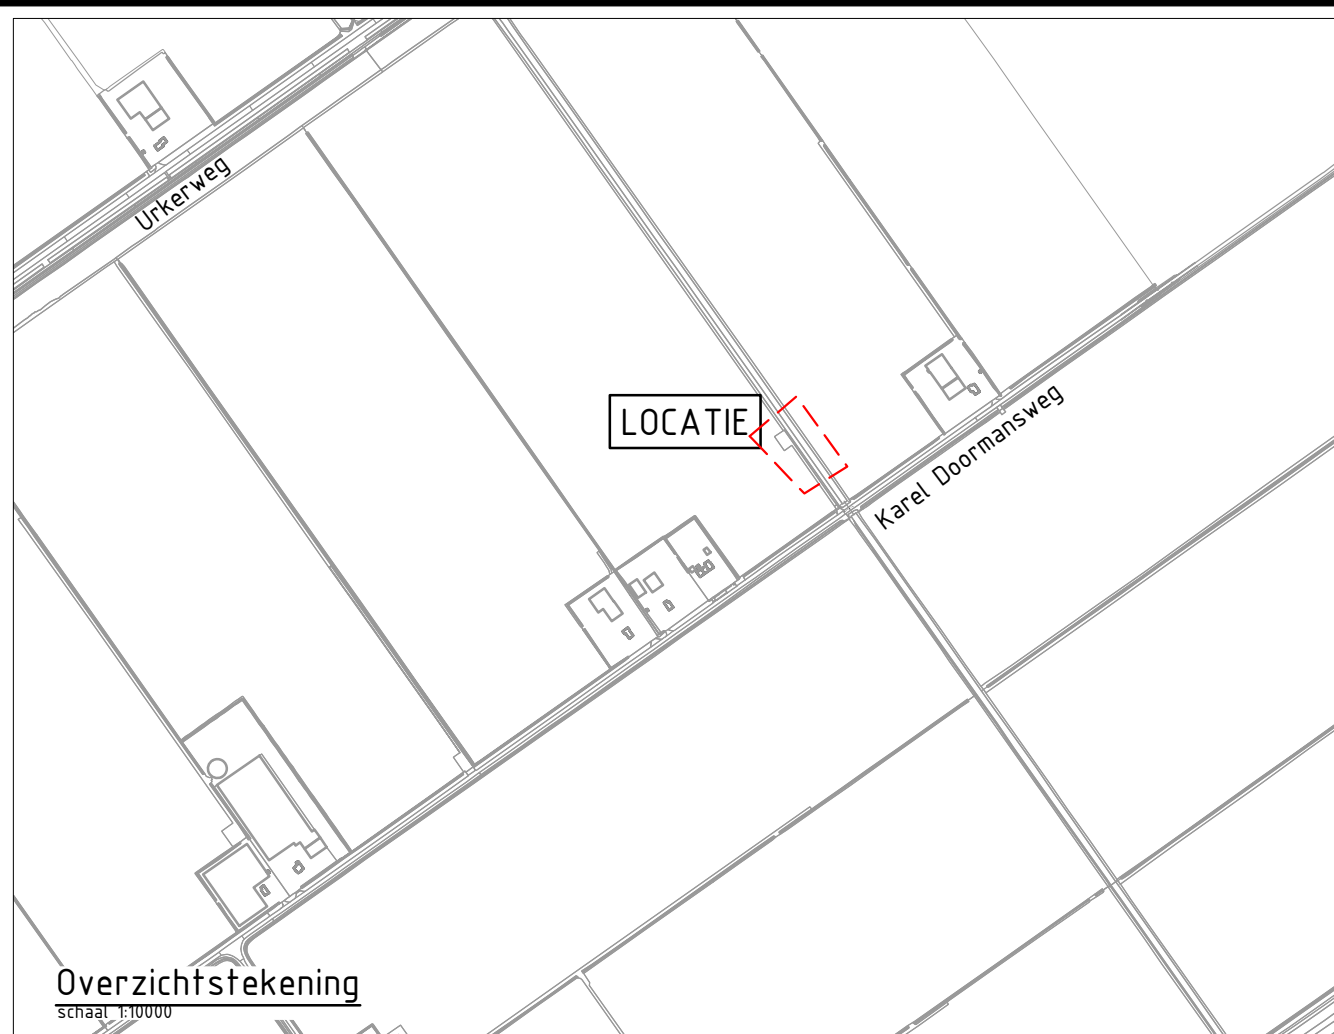 Urkerweg
LOCATIE
Karel Doormansweg
Overzichtstekening
schaal 1:10000